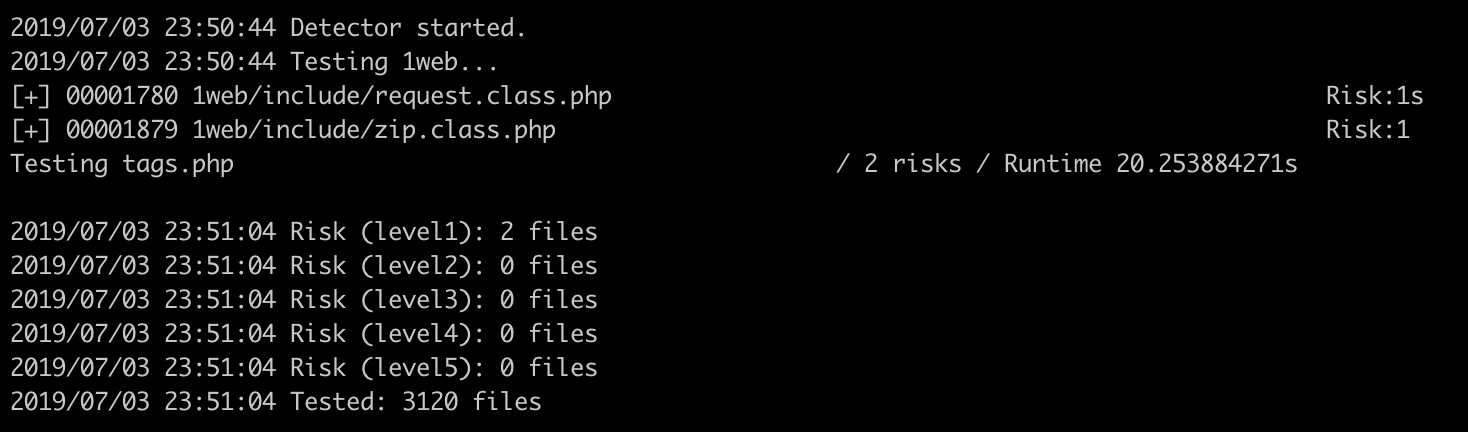 2019/07/03 23:50:44 Detector started.
2019/07/03 23:50:44 Testing 1web...
[+] 00001780 1web/include/request.class.php Risk:1s
[+] 00001879 1web/include/zip.class.php Risk:1
Testing tags.php / 2 risks / Runtime 20.253884271s
2019/07/03 23:51:04 Risk (level1): 2 files
2019/07/03 23:51:04 Risk (level2): 0 files
2019/07/03 23:51:04 Risk (level3): 0 files
2019/07/03 23:51:04 Risk (level4): 0 files
2019/07/03 23:51:04 Risk (level5): 0 files
2019/07/03 23:51:04 Tested: 3120 files